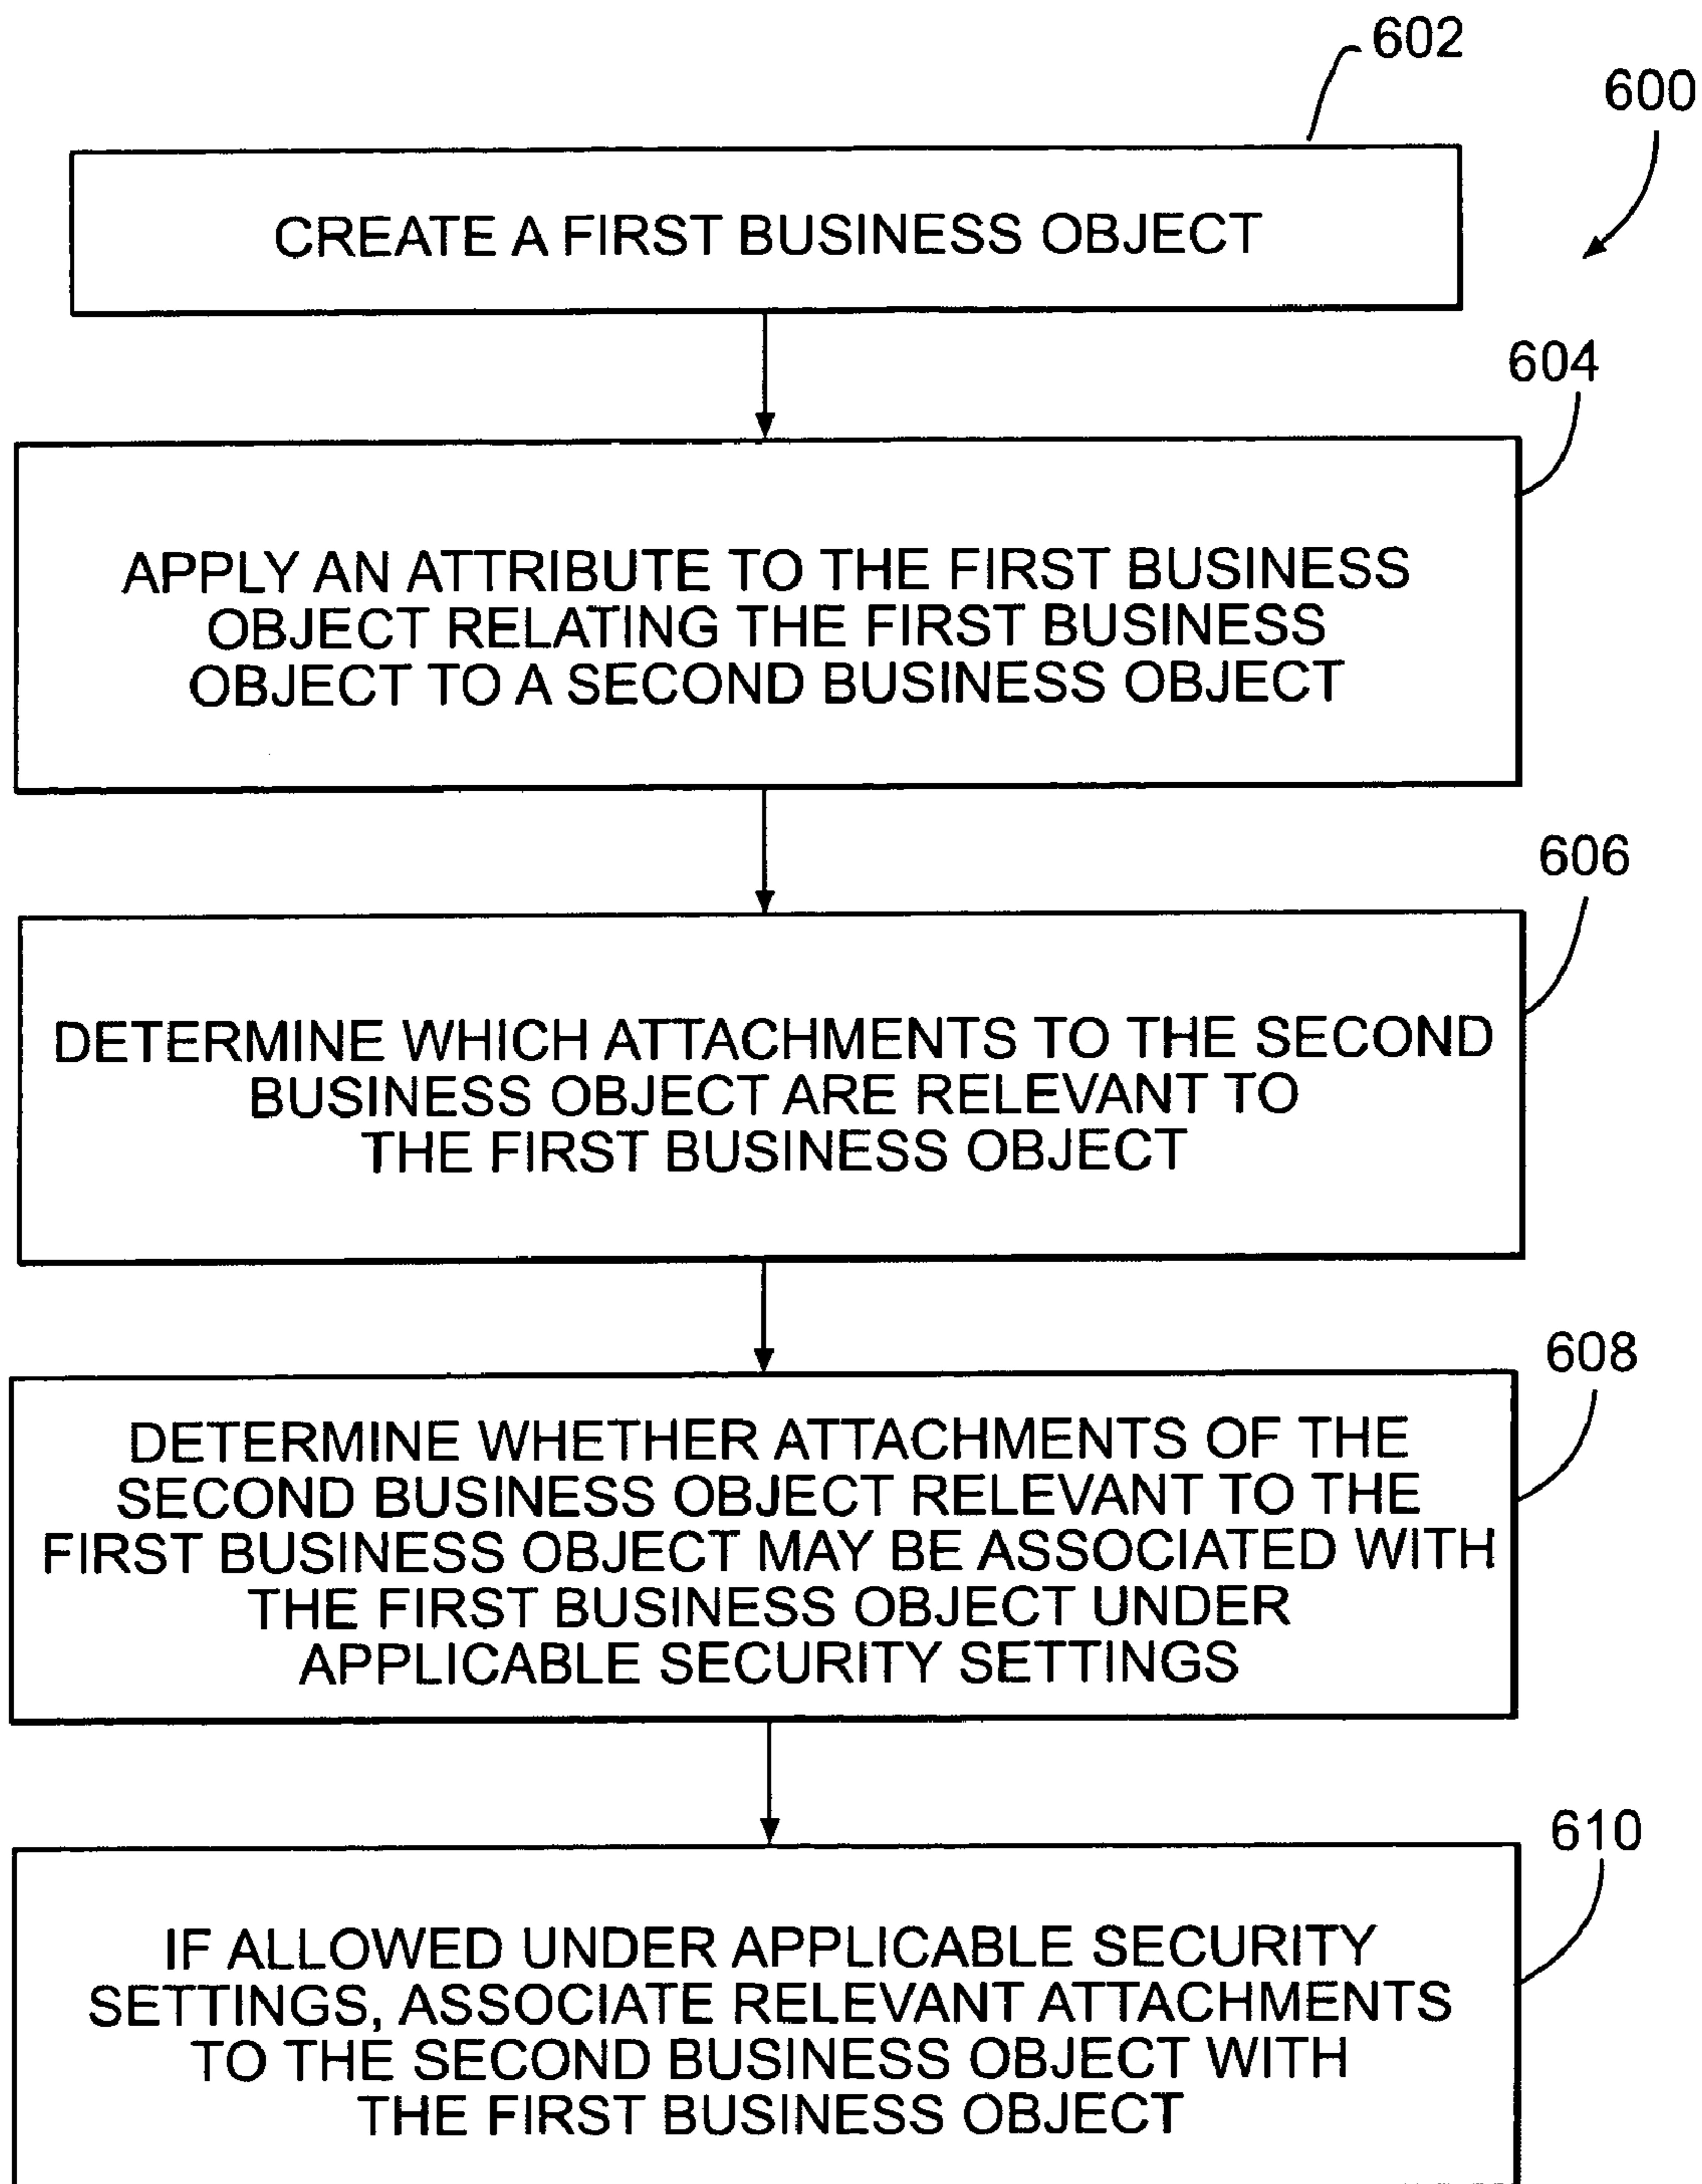 602
600
CREATE A FIRST BUSINESS OBJECT
604
APPLY AN ATTRIBUTE TO THE FIRST BUSINESS
OBJECT RELATING THE FIRST BUSINESS
OBJECT TO A SECOND BUSINESS OBJECT
606
DETERMINE WHICH ATTACHMENTS TO THE SECOND
BUSINESS OBJECT ARE RELEVANT TO
THE FIRST BUSINESS OBJECT
608
DETERMINE WHETHER ATTACHMENTS OF THE
SECOND BUSINESS OBJECT RELEVANT TO THE
FIRST BUSINESS OBJECT MAY BE ASSOCIATED WITH
THE FIRST BUSINESS OBJECT UNDER
APPLICABLE SECURITY SETTINGS
610
IF ALLOWED UNDER APPLICABLE SECURITY
SETTINGS, ASSOCIATE RELEVANT ATTACHMENTS
TO THE SECOND BUSINESS OBJECT WITH
THE FIRST BUSINESS OBJECT